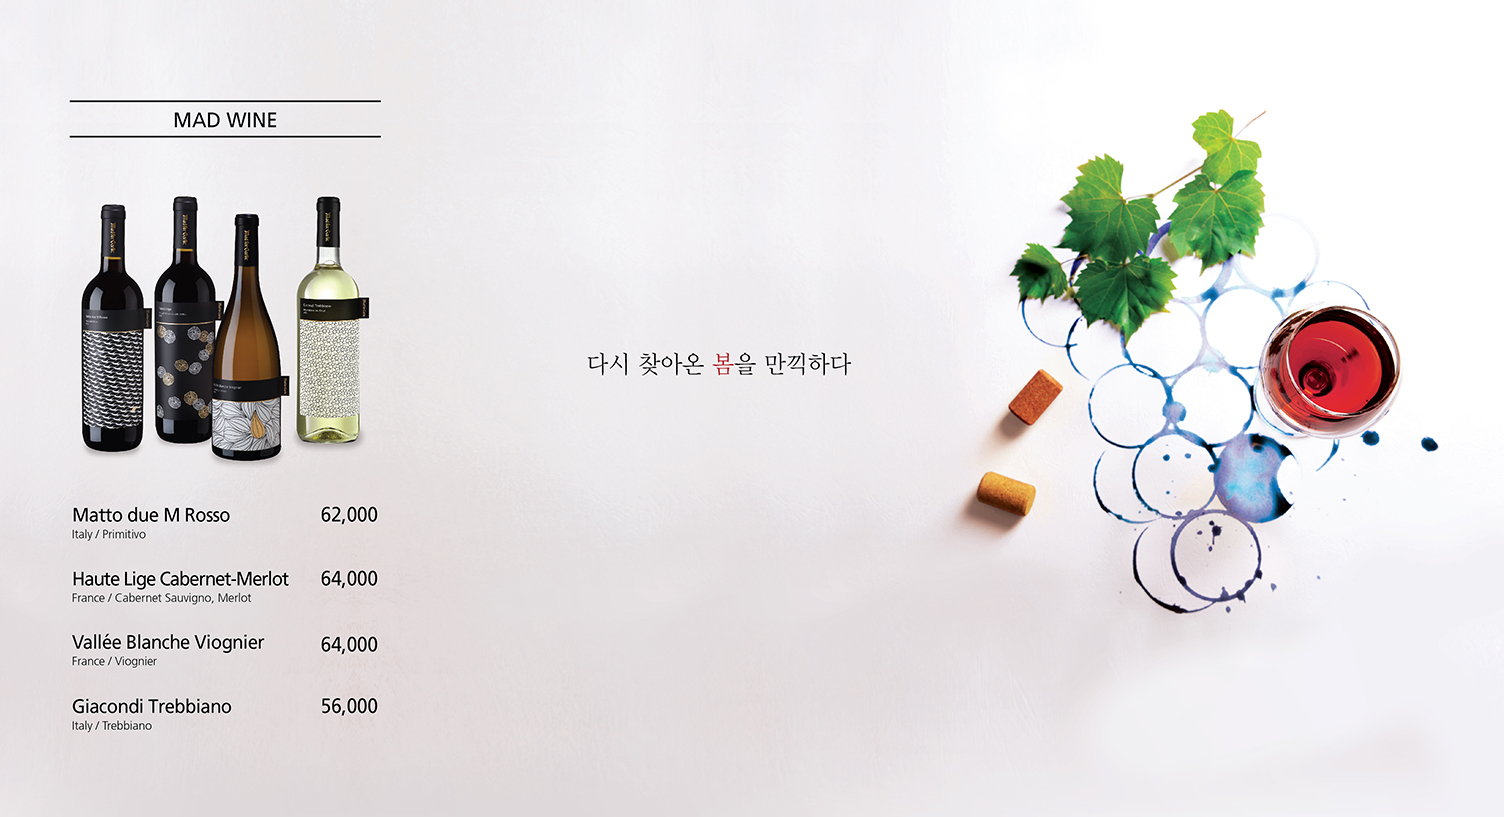 MAD WINE
Matto due M Rosso 62,000
Italy / Primitivo
Haute Lige Cabernet-Merlot 64,000
France / Cabernet Sauvigno, Merlot
Vallée Blanche Viognier 64,000
France / Viognier
Giacondi Trebbiano 56,000
Italy / Trebbiano
다시 찾아온 봄을 만끽하다